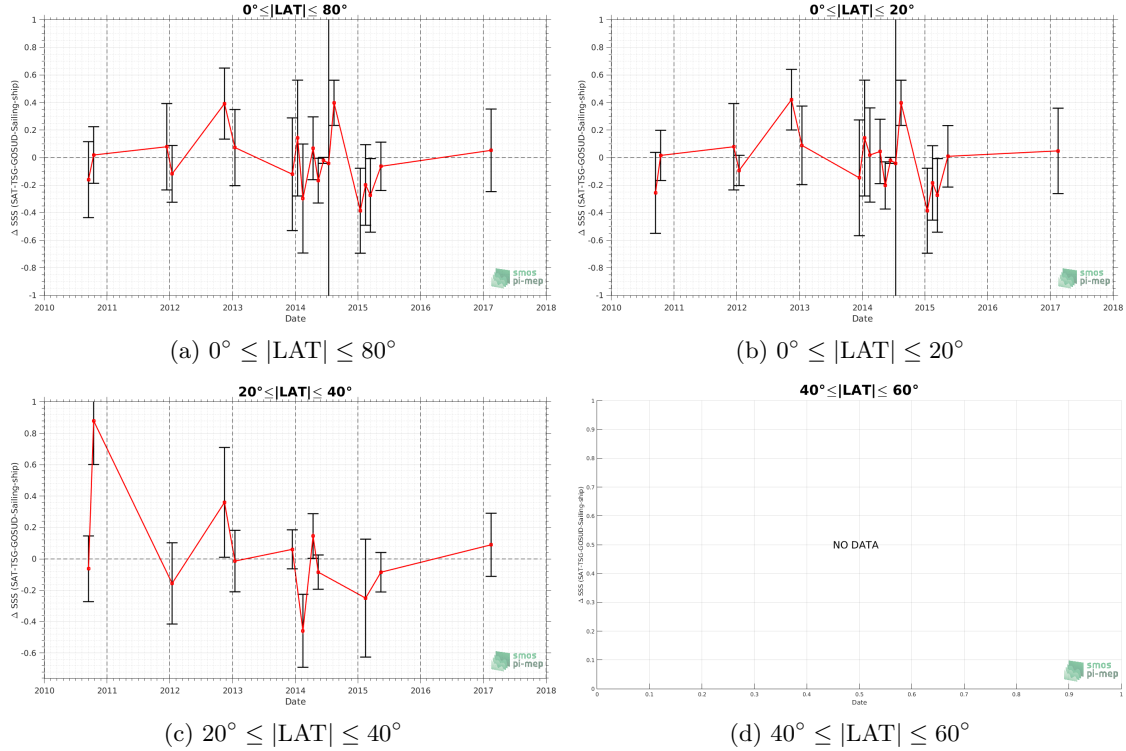 0°≤|LAT|≤ 80°
Δ SSS (SAT-TSG-GOSUD-Sailing-ship)
1
0.8
0.6
0.4
0.2
0
-0.2
-0.4
-0.6
-0.8
-1
2010 2011 2012 2013 2014 2015 2016 2017 2018
Date
smos
pi-mep
(a) 0° ≤ |LAT| ≤ 80°
0°≤|LAT|≤ 20°
Δ SSS (SAT-TSG-GOSUD-Sailing-ship)
1
0.8
0.6
0.4
0.2
0
-0.2
-0.4
-0.6
-0.8
-1
2010 2011 2012 2013 2014 2015 2016 2017 2018
Date
smos
pi-mep
(b) 0° ≤ |LAT| ≤ 20°
20°≤|LAT|≤ 40°
Δ SSS (SAT-TSG-GOSUD-Sailing-ship)
1
0.8
0.6
0.4
0.2
0
-0.2
-0.4
-0.6
2010 2011 2012 2013 2014 2015 2016 2017 2018
Date
smos
pi-mep
(c) 20° ≤ |LAT| ≤ 40°
40°≤|LAT|≤ 60°
Δ SSS (SAT-TSG-GOSUD-Sailing-ship)
1
0.9
0.8
0.7
0.6
0.5
0.4
0.3
0.2
0.1
0
NO DATA
0 0.1 0.2 0.3 0.4 0.5 0.6 0.7 0.8 0.9 1
Date
smos
pi-mep
(d) 40° ≤ |LAT| ≤ 60°